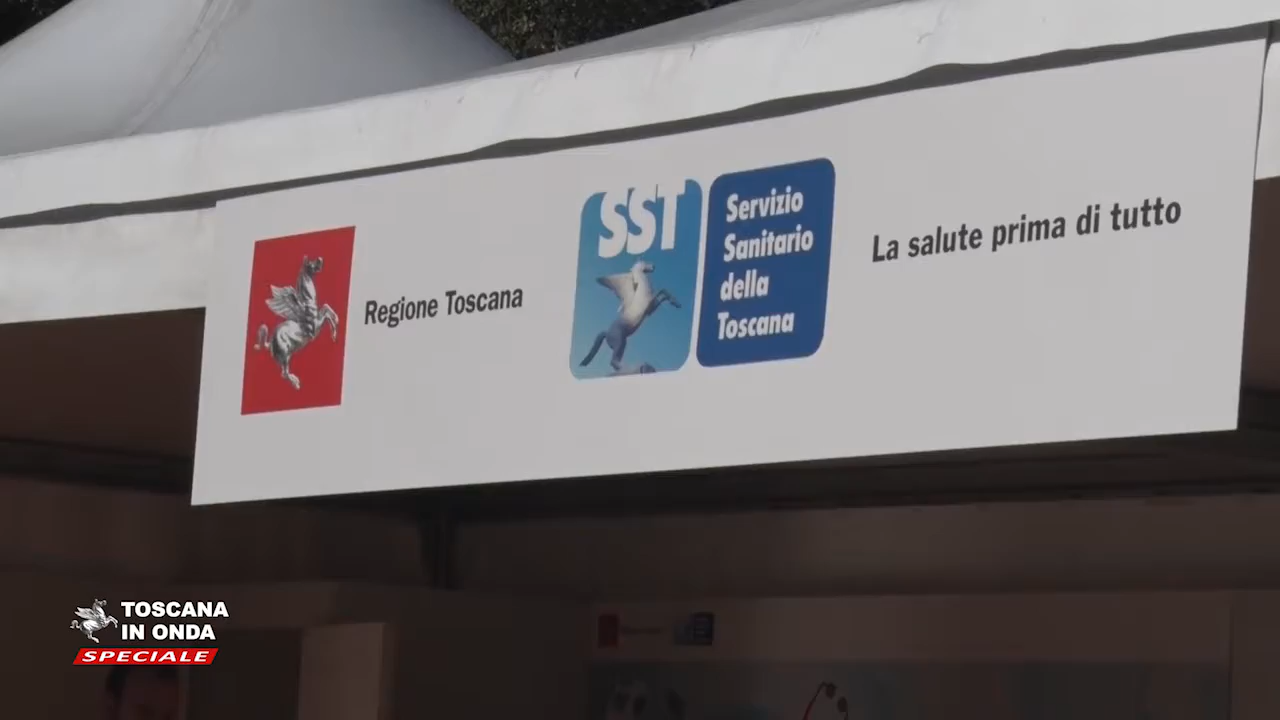 Regione Toscana
SST
Servizio
Sanitario
della
Toscana
La salute prima di tutto
TOSCANA
IN ONDA
SPECIALE